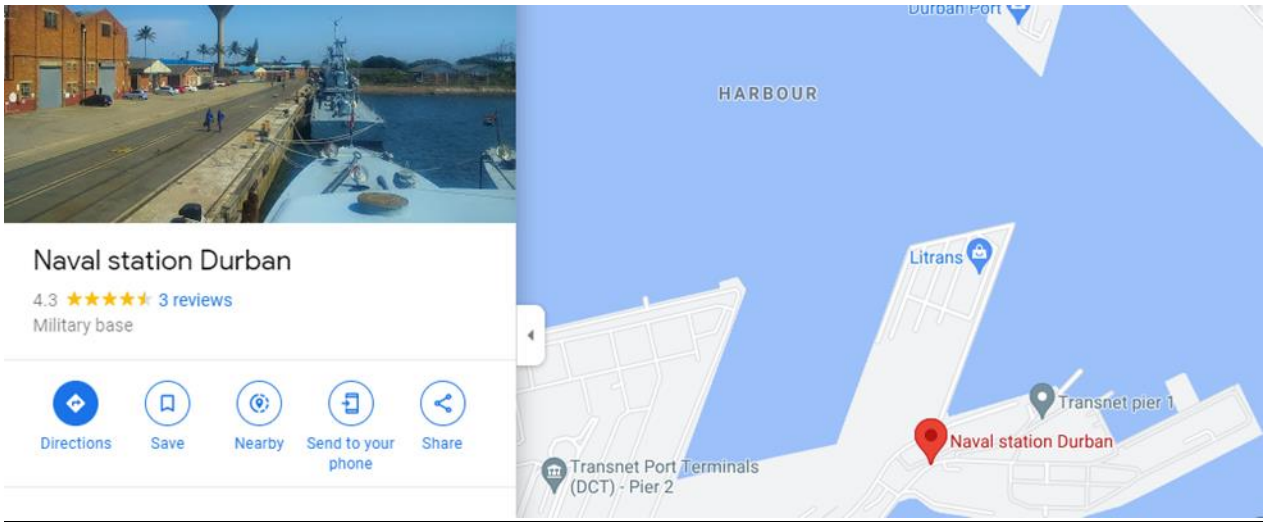 Naval station Durban
4.3 3 reviews
Military base
Directions
Save
Nearby
Send to your
phone
Share
Durban Port
HARBOUR
Litrans
Transnet pier 1
Naval station Durban
Transnet Port Terminals
(DCT) - Pier 2